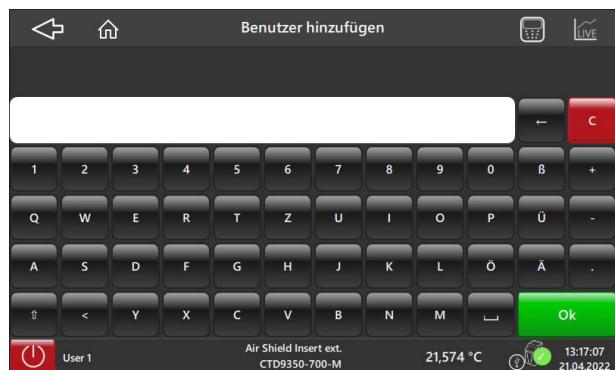 Benutzer hinzufügen
LIVE
← C
1 2 3 4 5 6 7 8 9 0 ß +
Q W E R T Z U I O P Ü -
A S D F G H J K L Ö Ä .
⇧ < Y X C V B N M ⎵ Ok
User 1
Air Shield Insert ext.
CTD9350-700-M
21,574 °C
13:17:07
21.04.2022